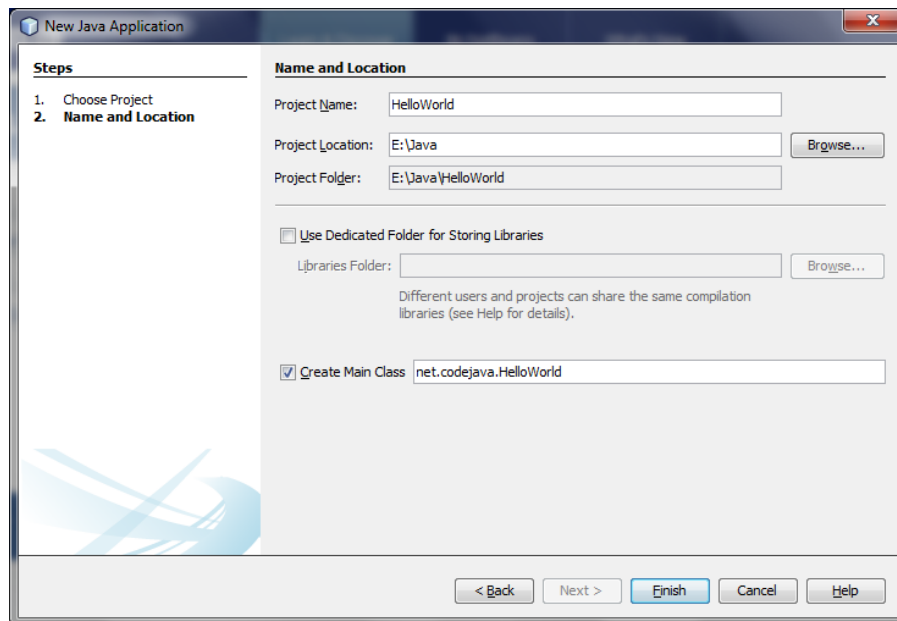 New Java Application
Steps
1. Choose Project
2. Name and Location
Name and Location
Project Name: HelloWorld
Project Location: E:\Java Browse...
Project Folder: E:\Java\HelloWorld
Use Dedicated Folder for Storing Libraries
Libraries Folder: Browse...
Different users and projects can share the same compilation
libraries (see Help for details).
Create Main Class net.codejava.HelloWorld
< Back Next > Finish Cancel Help